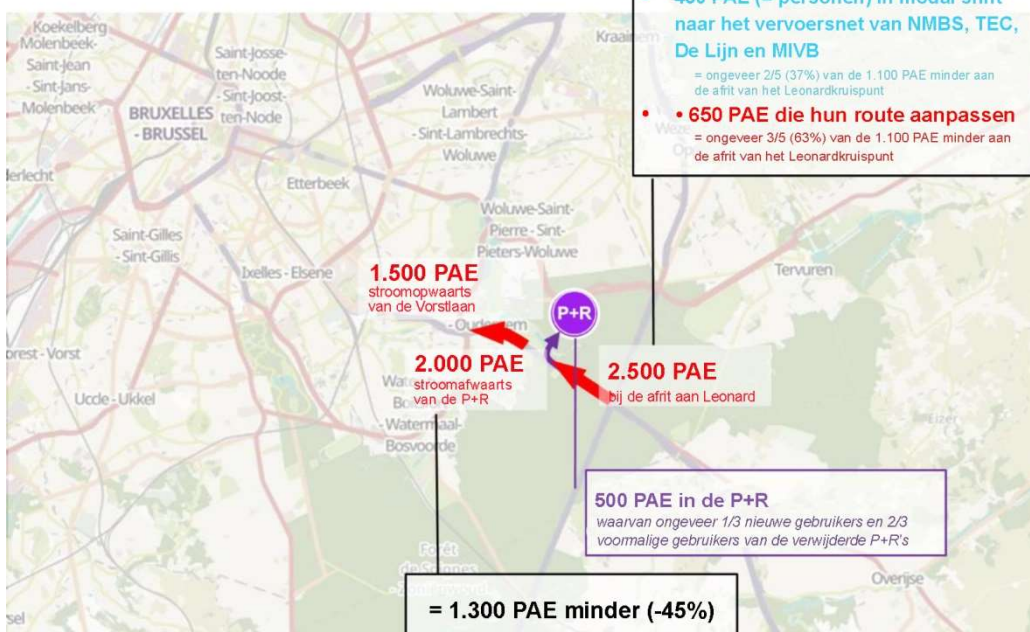 naar het vervoersnet van NMBS, TEC,
De Lijn en MIVB
= ongeveer 2/5 (37%) van de 1.100 PAE minder aan
de afrit van het Leonardkruispunt
• • 650 PAE die hun route aanpassen
= ongeveer 3/5 (63%) van de 1.100 PAE minder aan
de afrit van het Leonardkruispunt
Koekelberg
Molenbeek-
Saint-Jean
- Sint-Jans-
Molenbeek
Saint-Josse-
ten-Noode
- Sint-Joost-
ten-Node
BRUXELLES
- BRUSSEL
Kraainem
Woluwe-Saint-
Lambert
- Sint-Lambrechts-
Woluwe
Etterbeek
Woluwe-Saint-
Pierre - Sint-
Pieters-Woluwe
Saint-Gilles
- Sint-Gillis
Ixelles - Elsene
Tervuren
1.500 PAE
stroomopwaarts
van de Vorstlaan
P+R
2.000 PAE
stroomafwaarts
van de P+R
2.500 PAE
bij de afrit aan Leonard
orest - Vorst
Uccle - Ukkel
- Watermaal-
Bosvoorde
500 PAE in de P+R
waarvan ongeveer 1/3 nieuwe gebruikers en 2/3
voormalige gebruikers van de verwijderde P+R's
Forêt
de Soignes
Overijse
= 1.300 PAE minder (-45%)